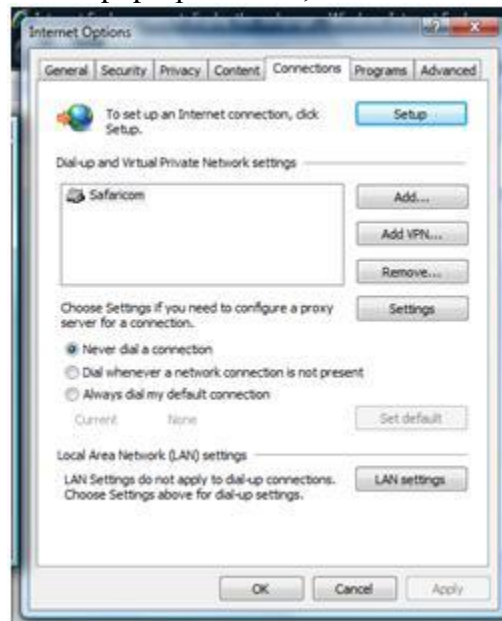 Internet Options
General Security Privacy Content Connections Programs Advanced
To set up an Internet connection, click
Setup.
Setup
Dial-up and Virtual Private Network settings
Safaricom
Add...
Add VPN...
Remove...
Choose Settings if you need to configure a proxy
server for a connection.
Settings
Never dial a connection
Dial whenever a network connection is not present
Always dial my default connection
Current None
Set default
Local Area Network (LAN) settings
LAN Settings do not apply to dial-up connections.
Choose Settings above for dial-up settings.
LAN settings
OK Cancel Apply